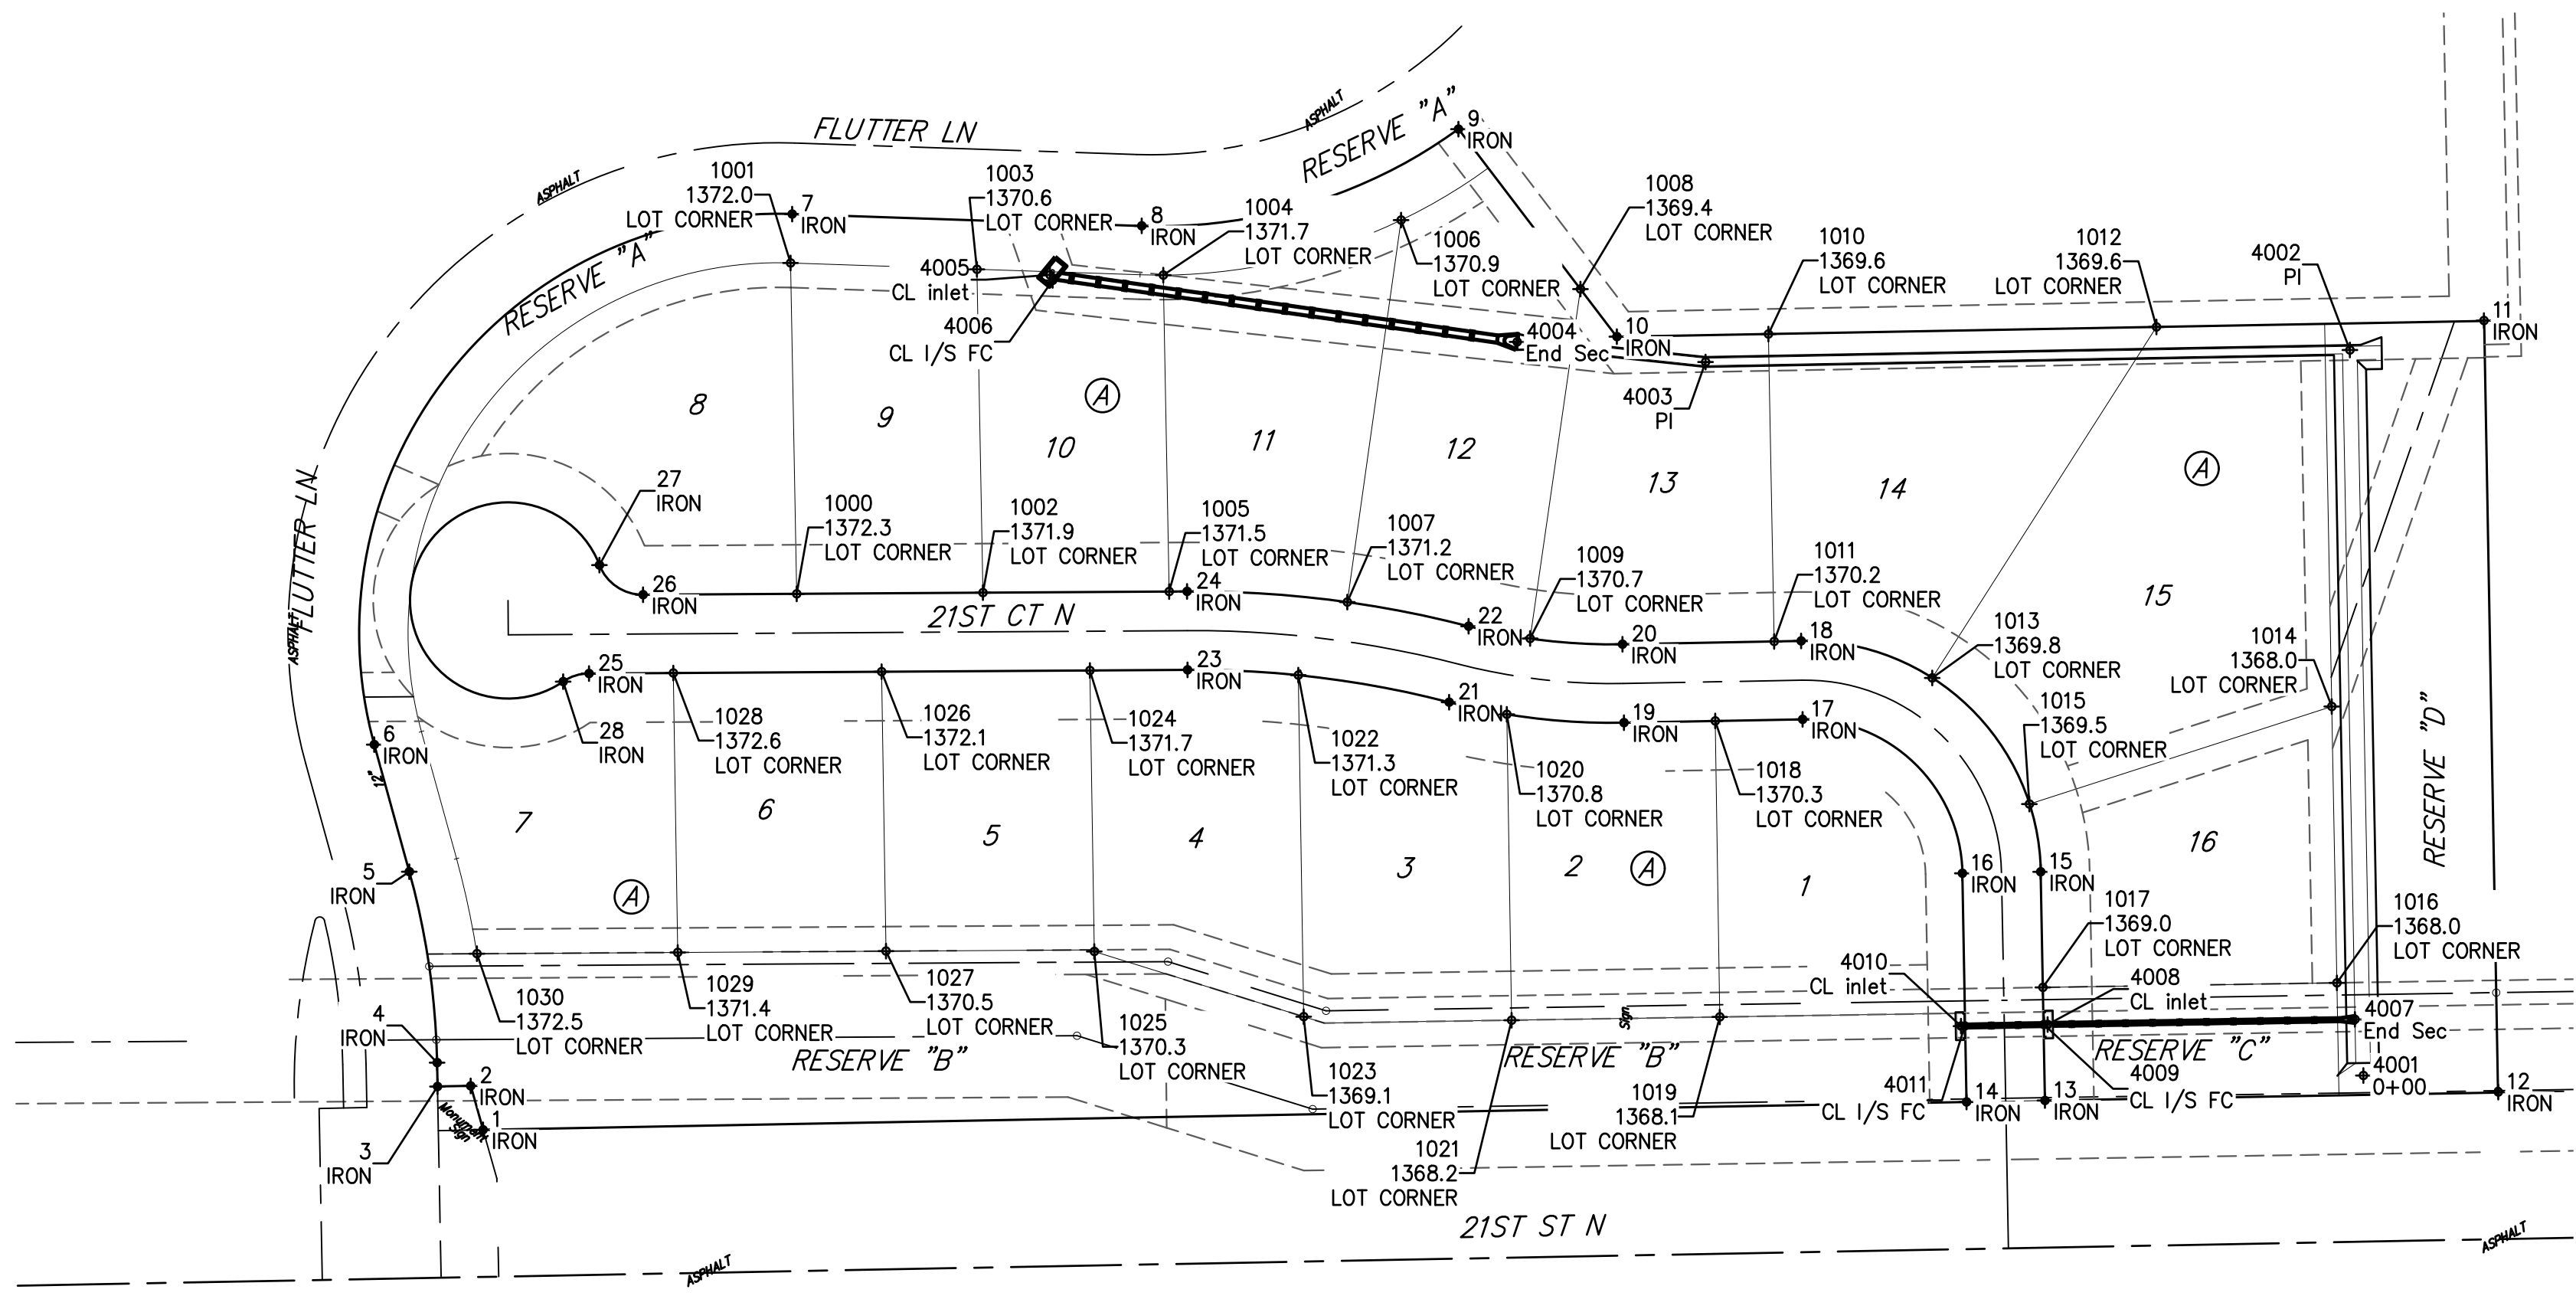 FLUTTER LN
ASPHALT
RESERVE "A"
9
IRON
ASPHALT
1001
1372.0
LOT CORNER
7
IRON
1003
1370.6
LOT CORNER
8
IRON
1004
1371.7
LOT CORNER
1006
1370.9
LOT CORNER
1008
1369.4
LOT CORNER
1010
1369.6
LOT CORNER
1012
1369.6
LOT CORNER
4002
PI
11
IRON
RESERVE "A"
4005
CL inlet
4006
CL I/S FC
4004
End Sec
10
IRON
4003
PI
8
9
A
10
11
12
13
14
A
15
FLUTTER LN
ASPHALT
27
IRON
26
IRON
1000
1372.3
LOT CORNER
1002
1371.9
LOT CORNER
1005
1371.5
LOT CORNER
24
IRON
1007
1371.2
LOT CORNER
22
IRON
1009
1370.7
LOT CORNER
20
IRON
1011
1370.2
LOT CORNER
18
IRON
1013
1369.8
LOT CORNER
1014
1368.0
LOT CORNER
21ST CT N
6
IRON
12"
28
IRON
25
IRON
1028
1372.6
LOT CORNER
1026
1372.1
LOT CORNER
1024
1371.7
LOT CORNER
23
IRON
1022
1371.3
LOT CORNER
21
IRON
1020
1370.8
LOT CORNER
19
IRON
1018
1370.3
LOT CORNER
17
IRON
1015
1369.5
LOT CORNER
RESERVE "D"
7
6
5
4
3
2
A
1
16
A
5
IRON
16
IRON
15
IRON
1017
1369.0
LOT CORNER
1016
1368.0
LOT CORNER
4010
CL inlet
4008
CL inlet
4007
End Sec
4
IRON
1030
1372.5
LOT CORNER
1029
1371.4
LOT CORNER
1027
1370.5
LOT CORNER
1025
1370.3
LOT CORNER
Sign
RESERVE "B"
RESERVE "B"
RESERVE "C"
2
IRON
3
IRON
Monument
Sign
1
IRON
1023
1369.1
LOT CORNER
1021
1368.2
LOT CORNER
1019
1368.1
LOT CORNER
4011
CL I/S FC
14
IRON
13
IRON
4009
CL I/S FC
4001
0+00
12
IRON
21ST ST N
ASPHALT
ASPHALT